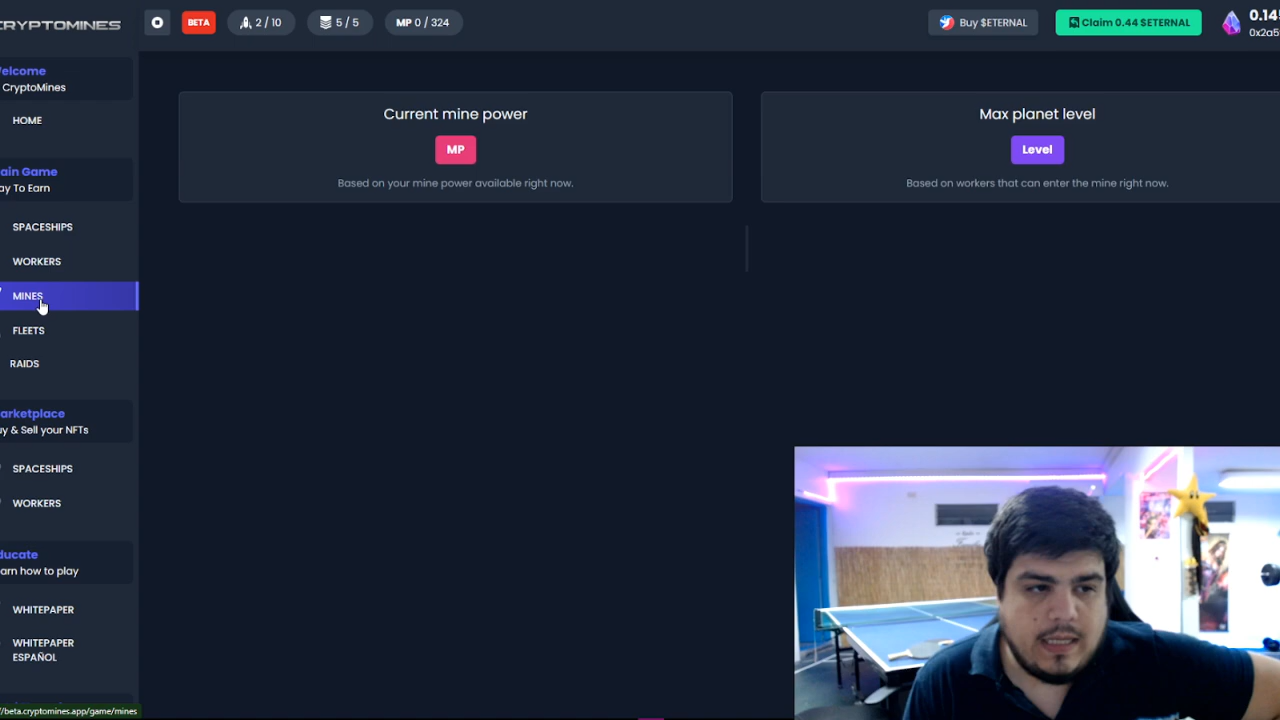 CRYPTOMINES
BETA
2 / 10
5 / 5
MP 0 / 324
Buy $ETERNAL
Claim 0.44 $ETERNAL
0.145
0x2a5
elcome
CryptoMines
HOME
ain Game
ay To Earn
SPACESHIPS
WORKERS
MINES
FLEETS
RAIDS
arketplace
uy & Sell your NFTs
SPACESHIPS
WORKERS
ducate
arn how to play
WHITEPAPER
WHITEPAPER
ESPAÑOL
Current mine power
MP
Based on your mine power available right now.
Max planet level
Level
Based on workers that can enter the mine right now.
//beta.cryptomines.app/game/mines